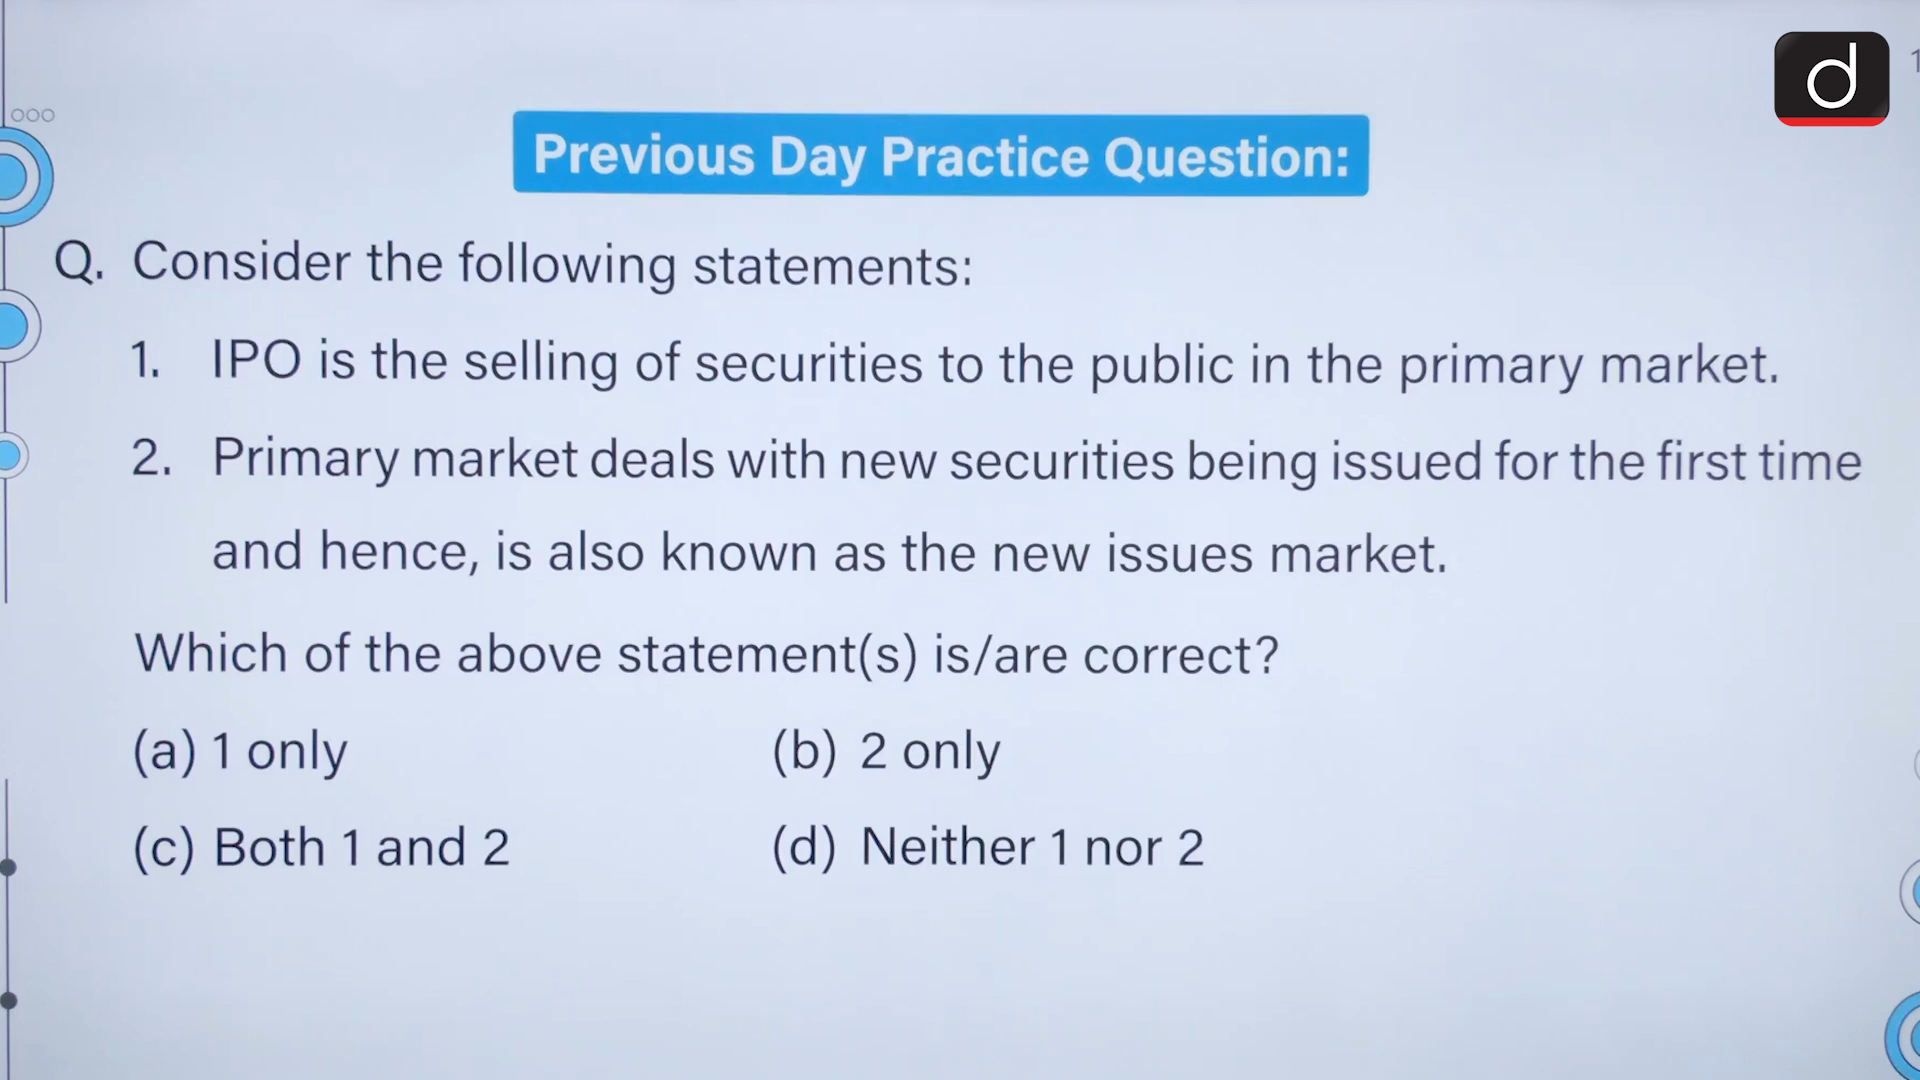 d
Previous Day Practice Question:
Q. Consider the following statements:
1. IPO is the selling of securities to the public in the primary market.
2. Primary market deals with new securities being issued for the first time
and hence, is also known as the new issues market.
Which of the above statement(s) is/are correct?
(a) 1 only (b) 2 only
(c) Both 1 and 2 (d) Neither 1 nor 2